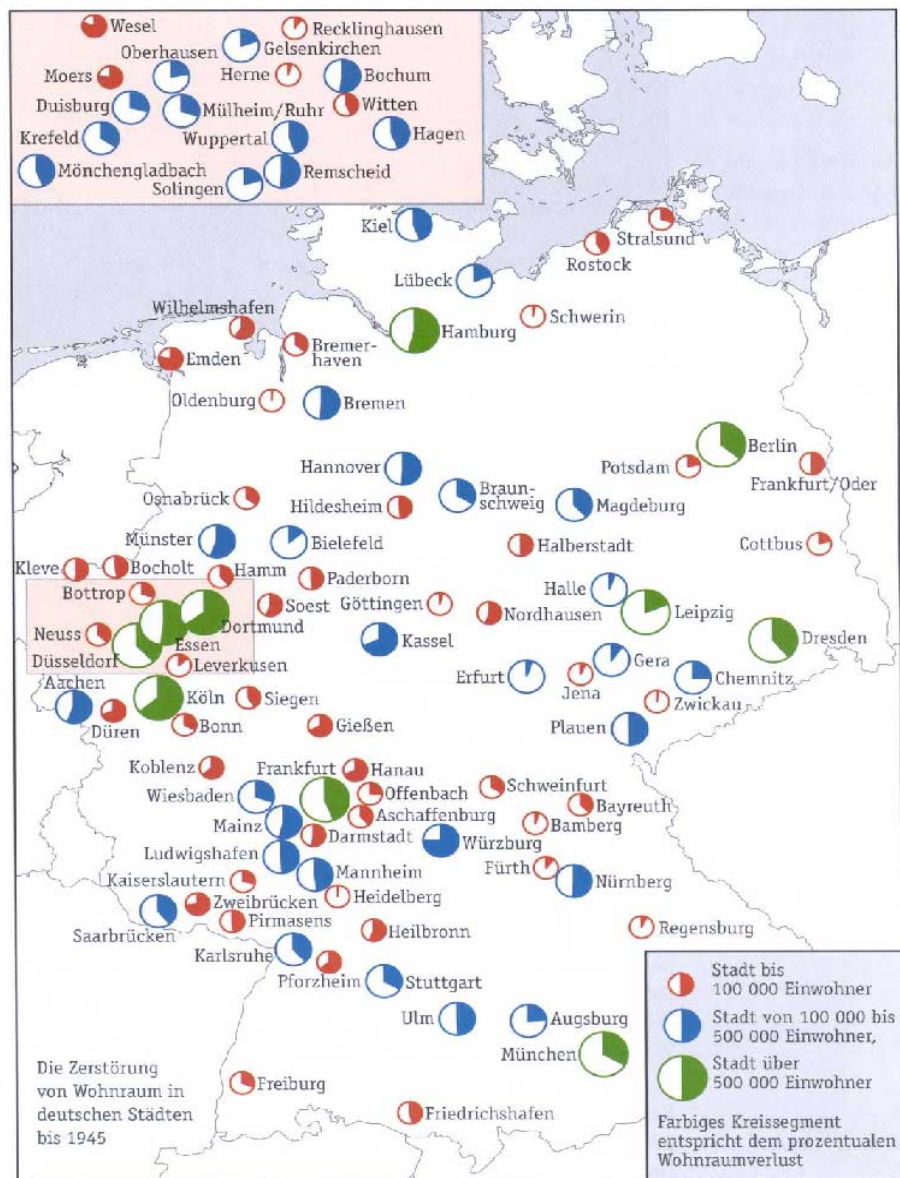 Wesel
Recklinghausen
Oberhausen
Gelsenkirchen
Moers
Herne
Bochum
Duisburg
Mülheim/Ruhr
Witten
Krefeld
Wuppertal
Hagen
Mönchengladbach
Remscheid
Solingen
Kiel
Stralsund
Rostock
Lübeck
Wilhelmshafen
Schwerin
Hamburg
Bremer-
haven
Emden
Oldenburg
Bremen
Berlin
Hannover
Potsdam
Frankfurt/Oder
Braun-
schweig
Osnabrück
Hildesheim
Magdeburg
Münster
Bielefeld
Halberstadt
Cottbus
Kleve
Bocholt
Hamm
Paderborn
Halle
Bottrop
Soest
Göttingen
Nordhausen
Leipzig
Dortmund
Neuss
Essen
Kassel
Dresden
Düsseldorf
Leverkusen
Gera
Aachen
Erfurt
Jena
Chemnitz
Köln
Siegen
Zwickau
Düren
Bonn
Gießen
Plauen
Koblenz
Frankfurt
Hanau
Schweinfurt
Wiesbaden
Offenbach
Bayreuth
Aschaffenburg
Mainz
Bamberg
Darmstadt
Würzburg
Ludwigshafen
Mannheim
Fürth
Nürnberg
Kaiserslautern
Heidelberg
Zweibrücken
Pirmasens
Heilbronn
Regensburg
Saarbrücken
Karlsruhe
Pforzheim
Stuttgart
Ulm
Augsburg
München
Freiburg
Friedrichshafen
Die Zerstörung
von Wohnraum in
deutschen Städten
bis 1945
Stadt bis
100 000 Einwohner
Stadt von 100 000 bis
500 000 Einwohner,
Stadt über
500 000 Einwohner
Farbiges Kreissegment
entspricht dem prozentualen
Wohnraumverlust